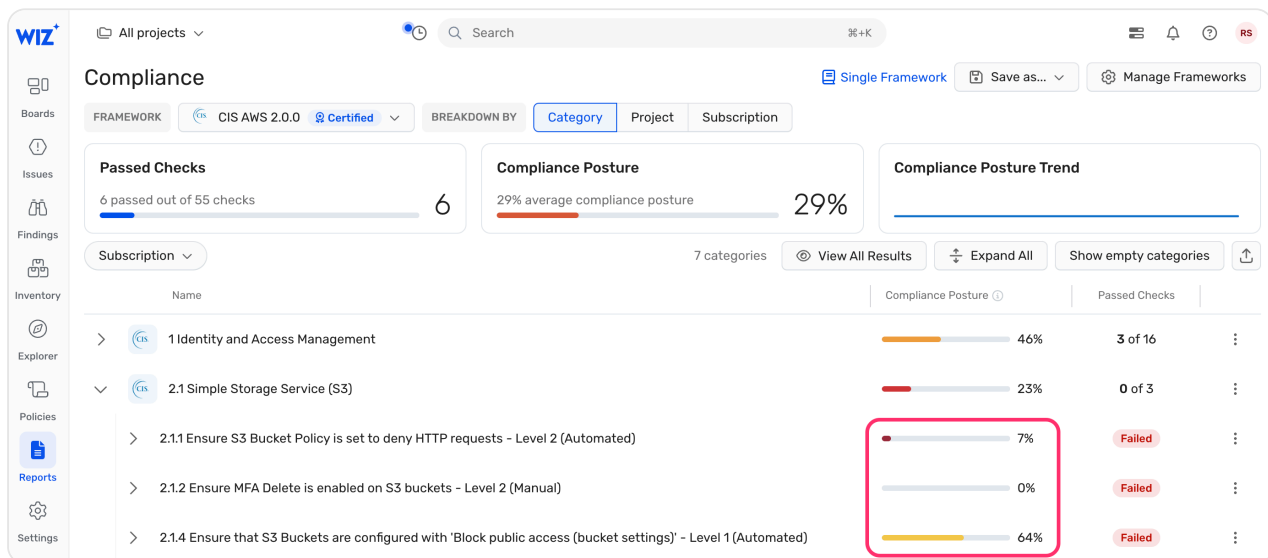 WIZ
All projects
Search
⌘+K
RS
Compliance
Single Framework
Save as...
Manage Frameworks
FRAMEWORK
CIS AWS 2.0.0
Certified
BREAKDOWN BY
Category
Project
Subscription
Boards
Issues
Findings
Inventory
Explorer
Policies
Reports
Settings
Passed Checks
6 passed out of 55 checks
6
Compliance Posture
29% average compliance posture
29%
Compliance Posture Trend
Subscription
7 categories
View All Results
Expand All
Show empty categories
Name
Compliance Posture
Passed Checks
CIS.
1 Identity and Access Management
46%
3 of 16
CIS.
2.1 Simple Storage Service (S3)
23%
0 of 3
2.1.1 Ensure S3 Bucket Policy is set to deny HTTP requests - Level 2 (Automated)
7%
Failed
2.1.2 Ensure MFA Delete is enabled on S3 buckets - Level 2 (Manual)
0%
Failed
2.1.4 Ensure that S3 Buckets are configured with 'Block public access (bucket settings)' - Level 1 (Automated)
64%
Failed